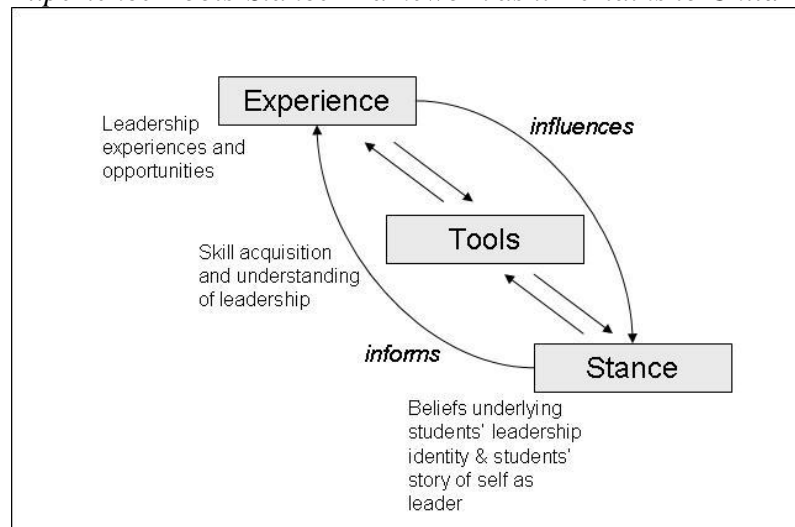 Experience
influences
Leadership
experiences and
opportunities
Tools
Skill acquisition
and understanding
of leadership
informs
Stance
Beliefs underlying
students' leadership
identity & students'
story of self as
leader